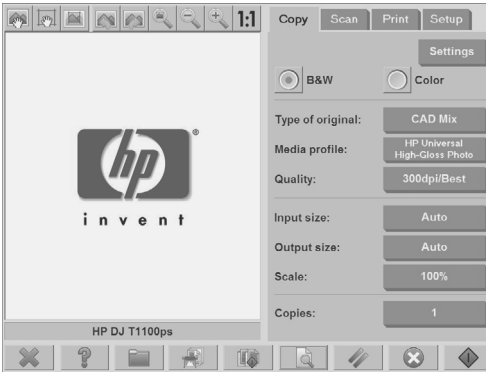 1:1
Copy Scan Print Setup
Settings
B&W Color
Type of original: CAD Mix
Media profile: HP Universal
High-Gloss Photo
Quality: 300dpi/Best
Input size: Auto
Output size: Auto
Scale: 100%
Copies: 1
hp ®
invent
HP DJ T1100ps
?